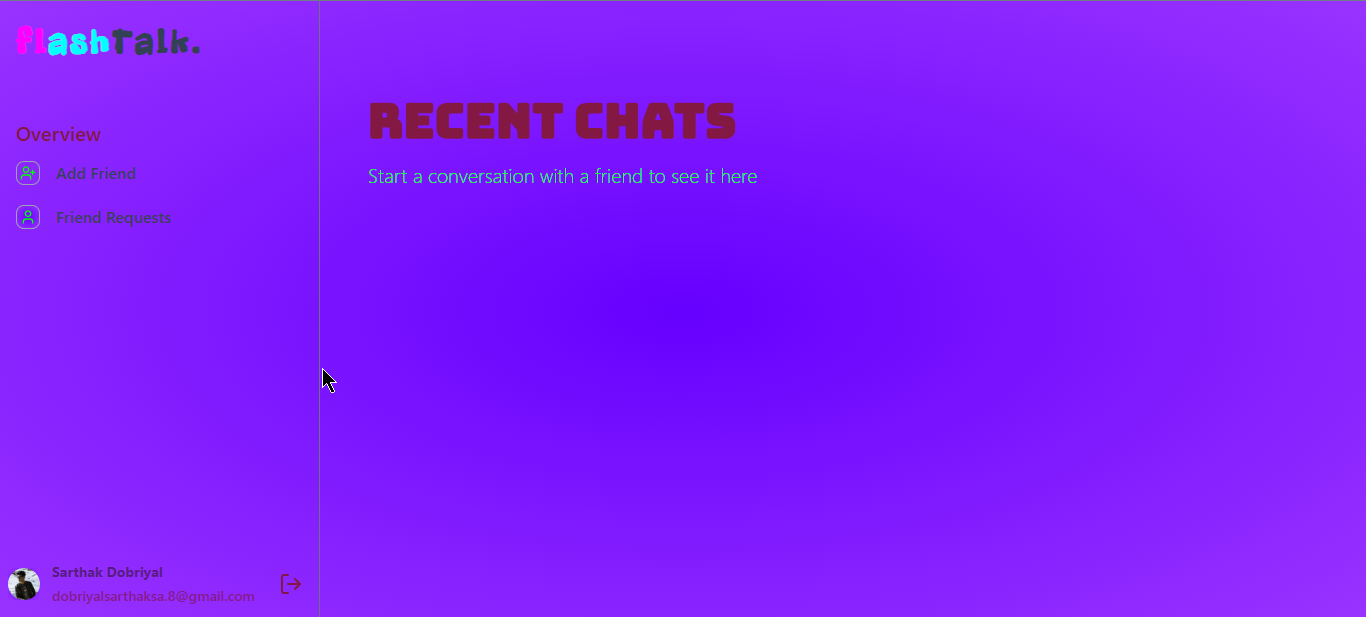 flashTalk.
RECENT CHATS
Start a conversation with a friend to see it here
Overview
Add Friend
Friend Requests
Sarthak Dobriyal
dobriyalsarthaksa.8@gmail.com